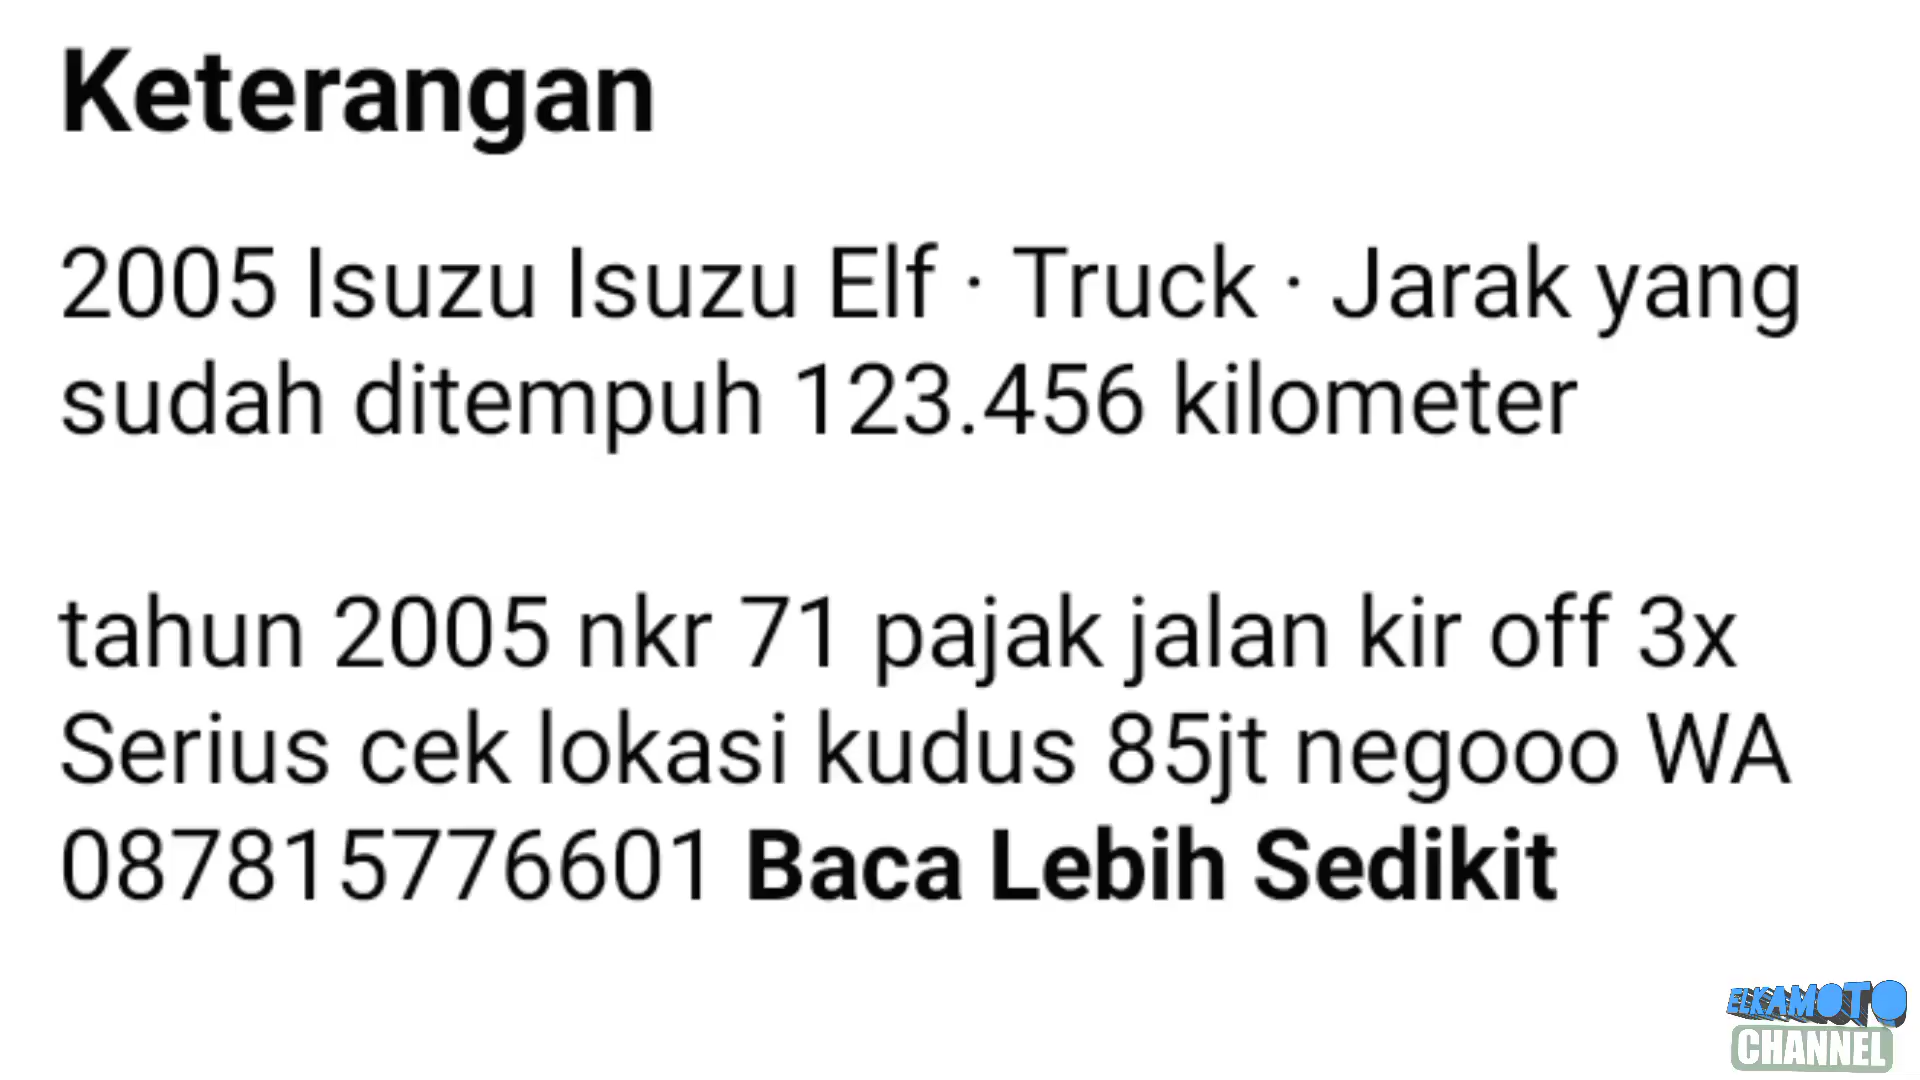 Keterangan
2005 Isuzu Isuzu Elf · Truck · Jarak yang
sudah ditempuh 123.456 kilometer
tahun 2005 nkr 71 pajak jalan kir off 3x
Serius cek lokasi kudus 85jt negooo WA
087815776601 Baca Lebih Sedikit
ELKAMOTO
CHANNEL